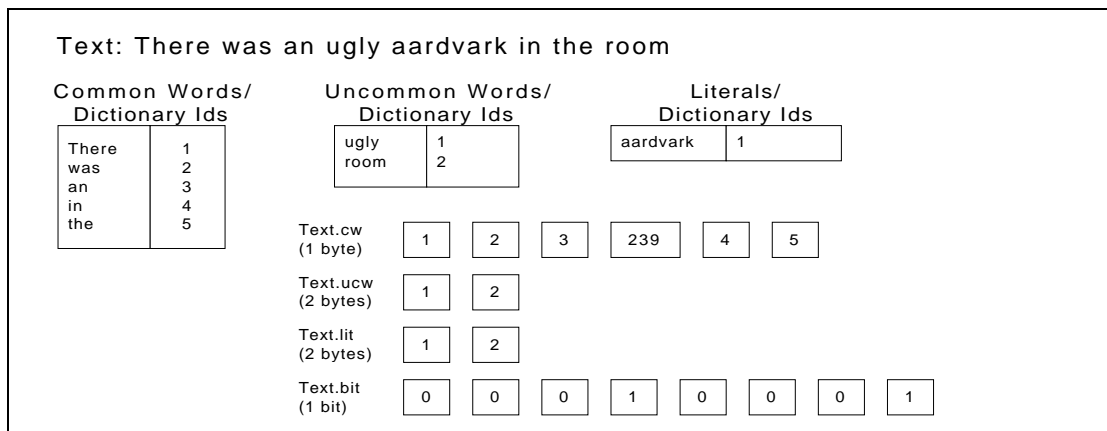 Text: There was an ugly aardvark in the room
Common Words/ Uncommon Words/ Literals/
Dictionary Ids Dictionary Ids Dictionary Ids
There 1 ugly 1 aardvark 1
was 2 room 2
an 3
in 4
the 5
Text.cw 1 2 3 239 4 5
(1 byte)
Text.ucw 1 2
(2 bytes)
Text.lit 1 2
(2 bytes)
Text.bit 0 0 0 1 0 0 0 1
(1 bit)